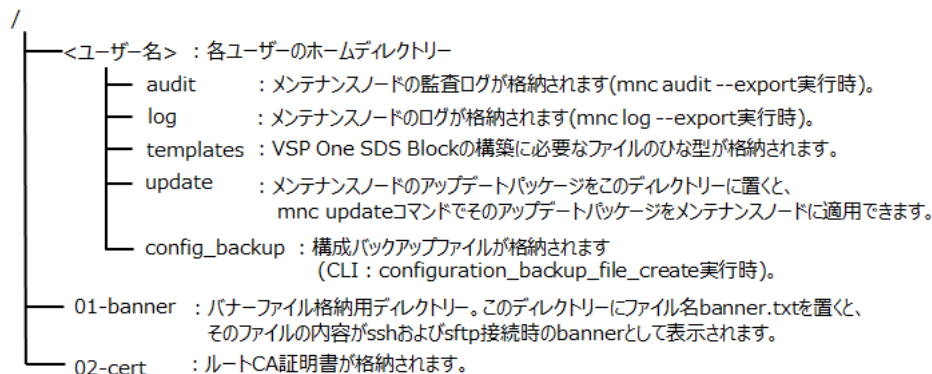 /
<ユーザー名> ：各ユーザーのホームディレクトリー
audit ：メンテナンスノードの監査ログが格納されます(mnc audit --export実行時)。
log ：メンテナンスノードのログが格納されます(mnc log --export実行時)。
templates ：VSP One SDS Blockの構築に必要なファイルのひな型が格納されます。
update ：メンテナンスノードのアップデートパッケージをこのディレクトリーに置くと、
mnc updateコマンドでそのアップデートパッケージをメンテナンスノードに適用できます。
config_backup ：構成バックアップファイルが格納されます
(CLI：configuration_backup_file_create実行時)。
01-banner ：バナーファイル格納用ディレクトリー。このディレクトリーにファイル名banner.txtを置くと、
そのファイルの内容がsshおよびsftp接続時のbannerとして表示されます。
02-cert ：ルートCA証明書が格納されます。